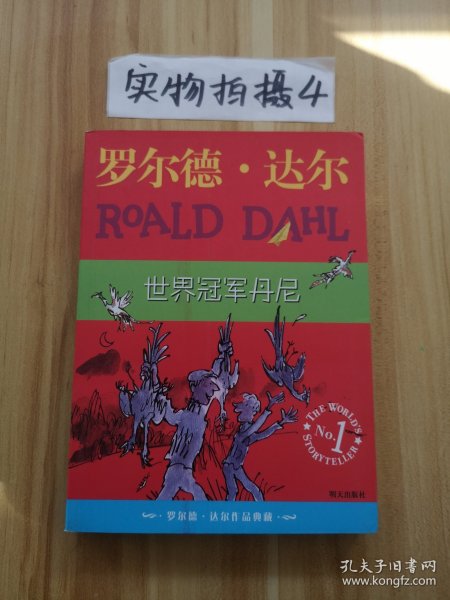 实物拍摄4
罗尔德·达尔
ROALD DAHL
世界冠军丹尼
THE WORLD'S
No.1
STORYTELLER
明天出版社
罗尔德·达尔作品典藏
孔夫子旧书网
www.kongfz.com